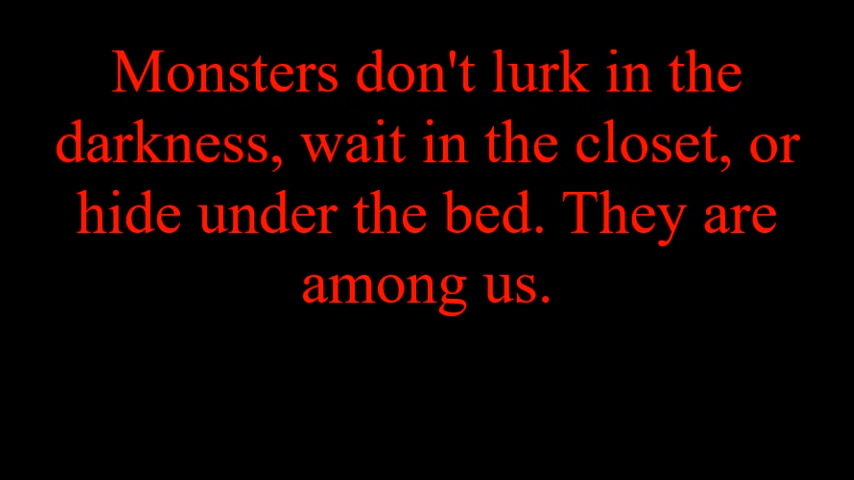 Monsters don't lurk in the
darkness, wait in the closet, or
hide under the bed. They are
among us.